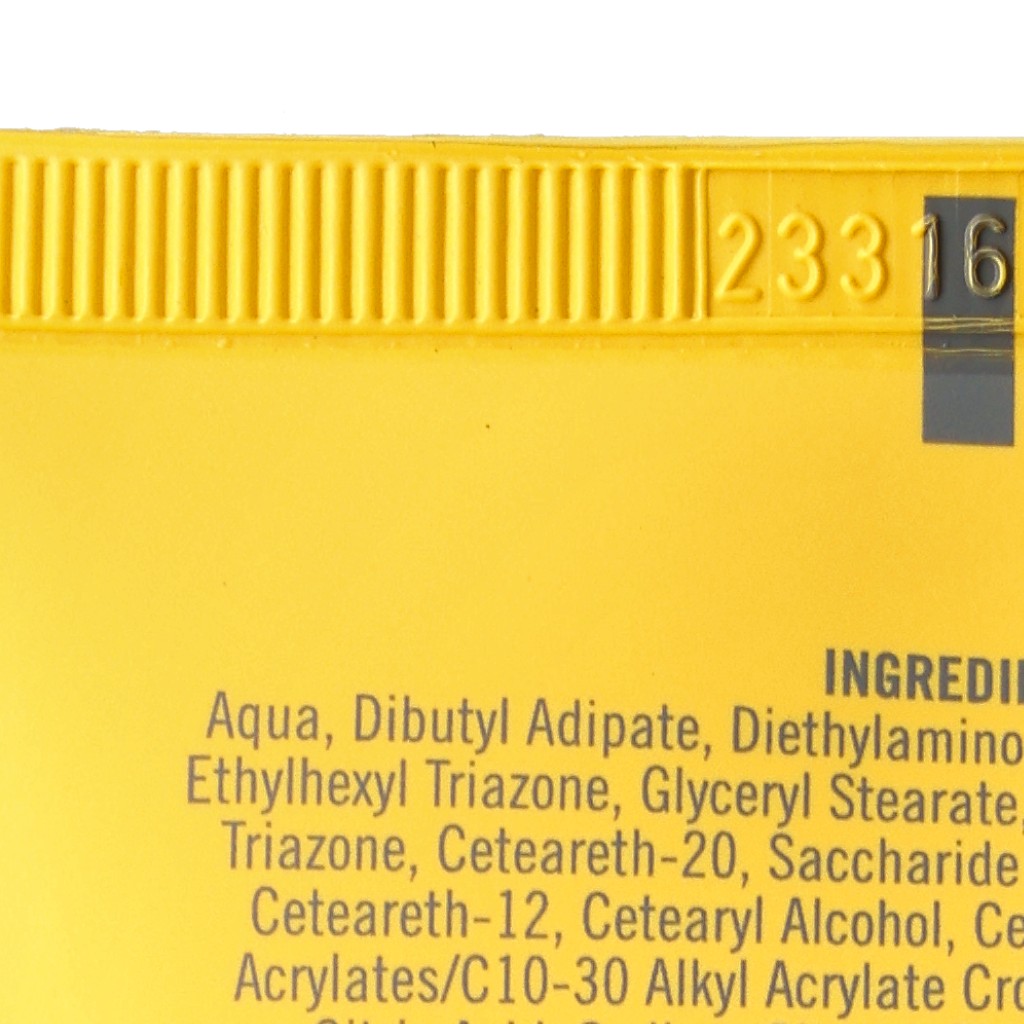 23316
INGREDI
Aqua, Dibutyl Adipate, Diethylamino
Ethylhexyl Triazone, Glyceryl Stearate,
Triazone, Ceteareth-20, Saccharide
Ceteareth-12, Cetearyl Alcohol, Ce
Acrylates/C10-30 Alkyl Acrylate Cro